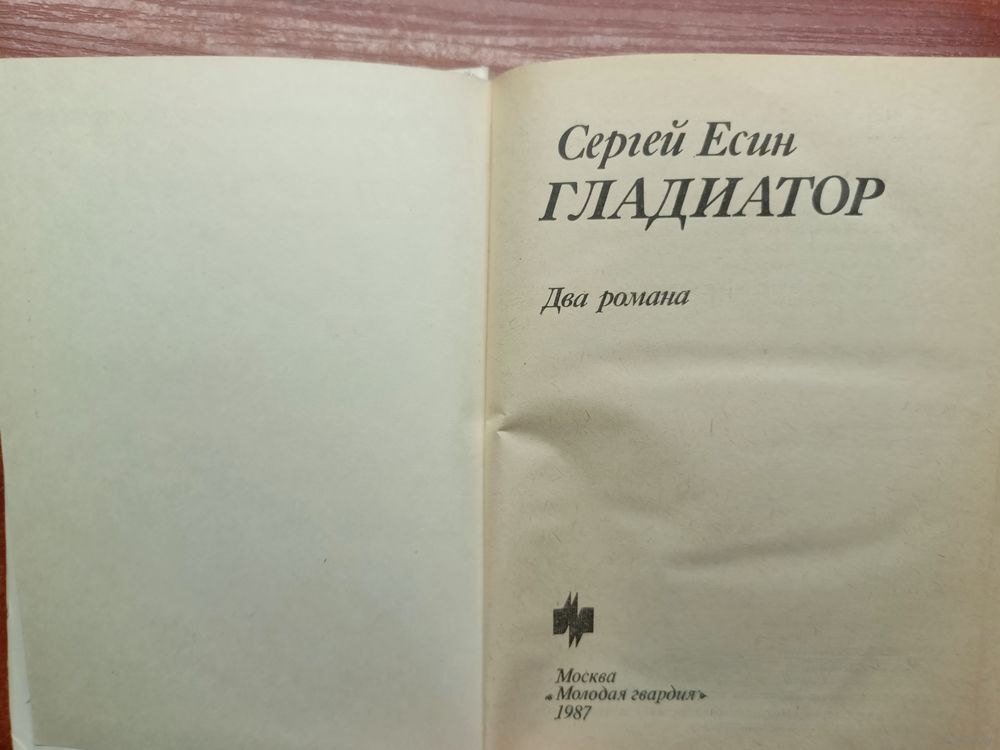 Сергей Есин
ГЛАДИАТОР
Два романа
Москва
«Молодая гвардия»
1987